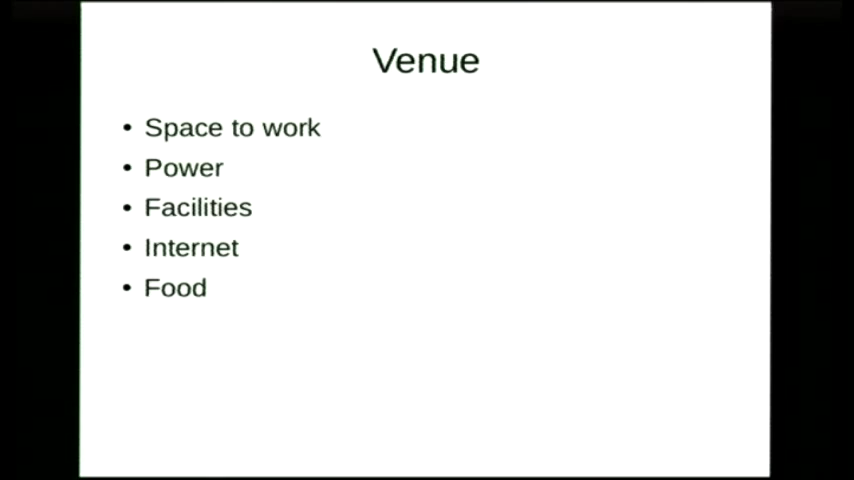 Venue
• Space to work
• Power
• Facilities
• Internet
• Food